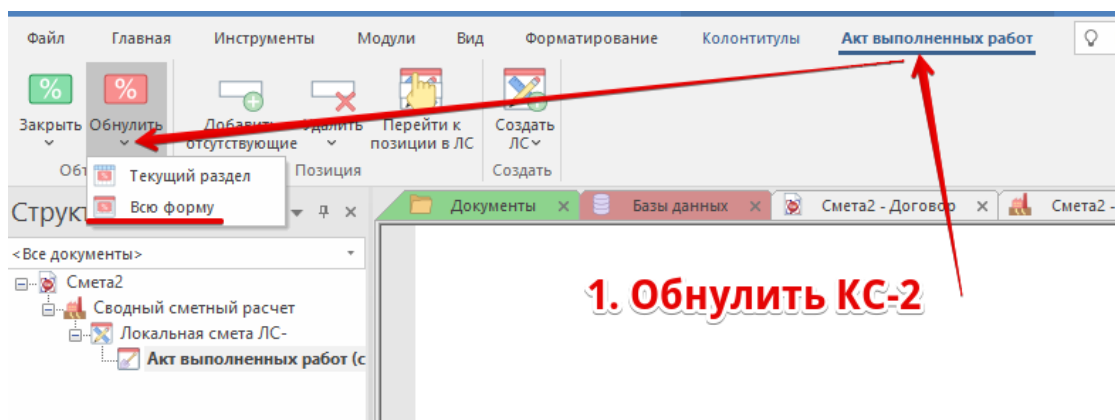 Файл Главная Инструменты Модули Вид Форматирование Колонтитулы Акт выполненных работ
Закрыть Обнулить Добавить Удалить Перейти к Создать
отсутствующие позиции в ЛС ЛС
Позиция Создать
Текущий раздел
Всю форму
Документы Базы данных Смета2 - Договор Смета2 -
<Все документы>
Смета2
Сводный сметный расчет
Локальная смета ЛС-
Акт выполненных работ (с
1. Обнулить КС-2